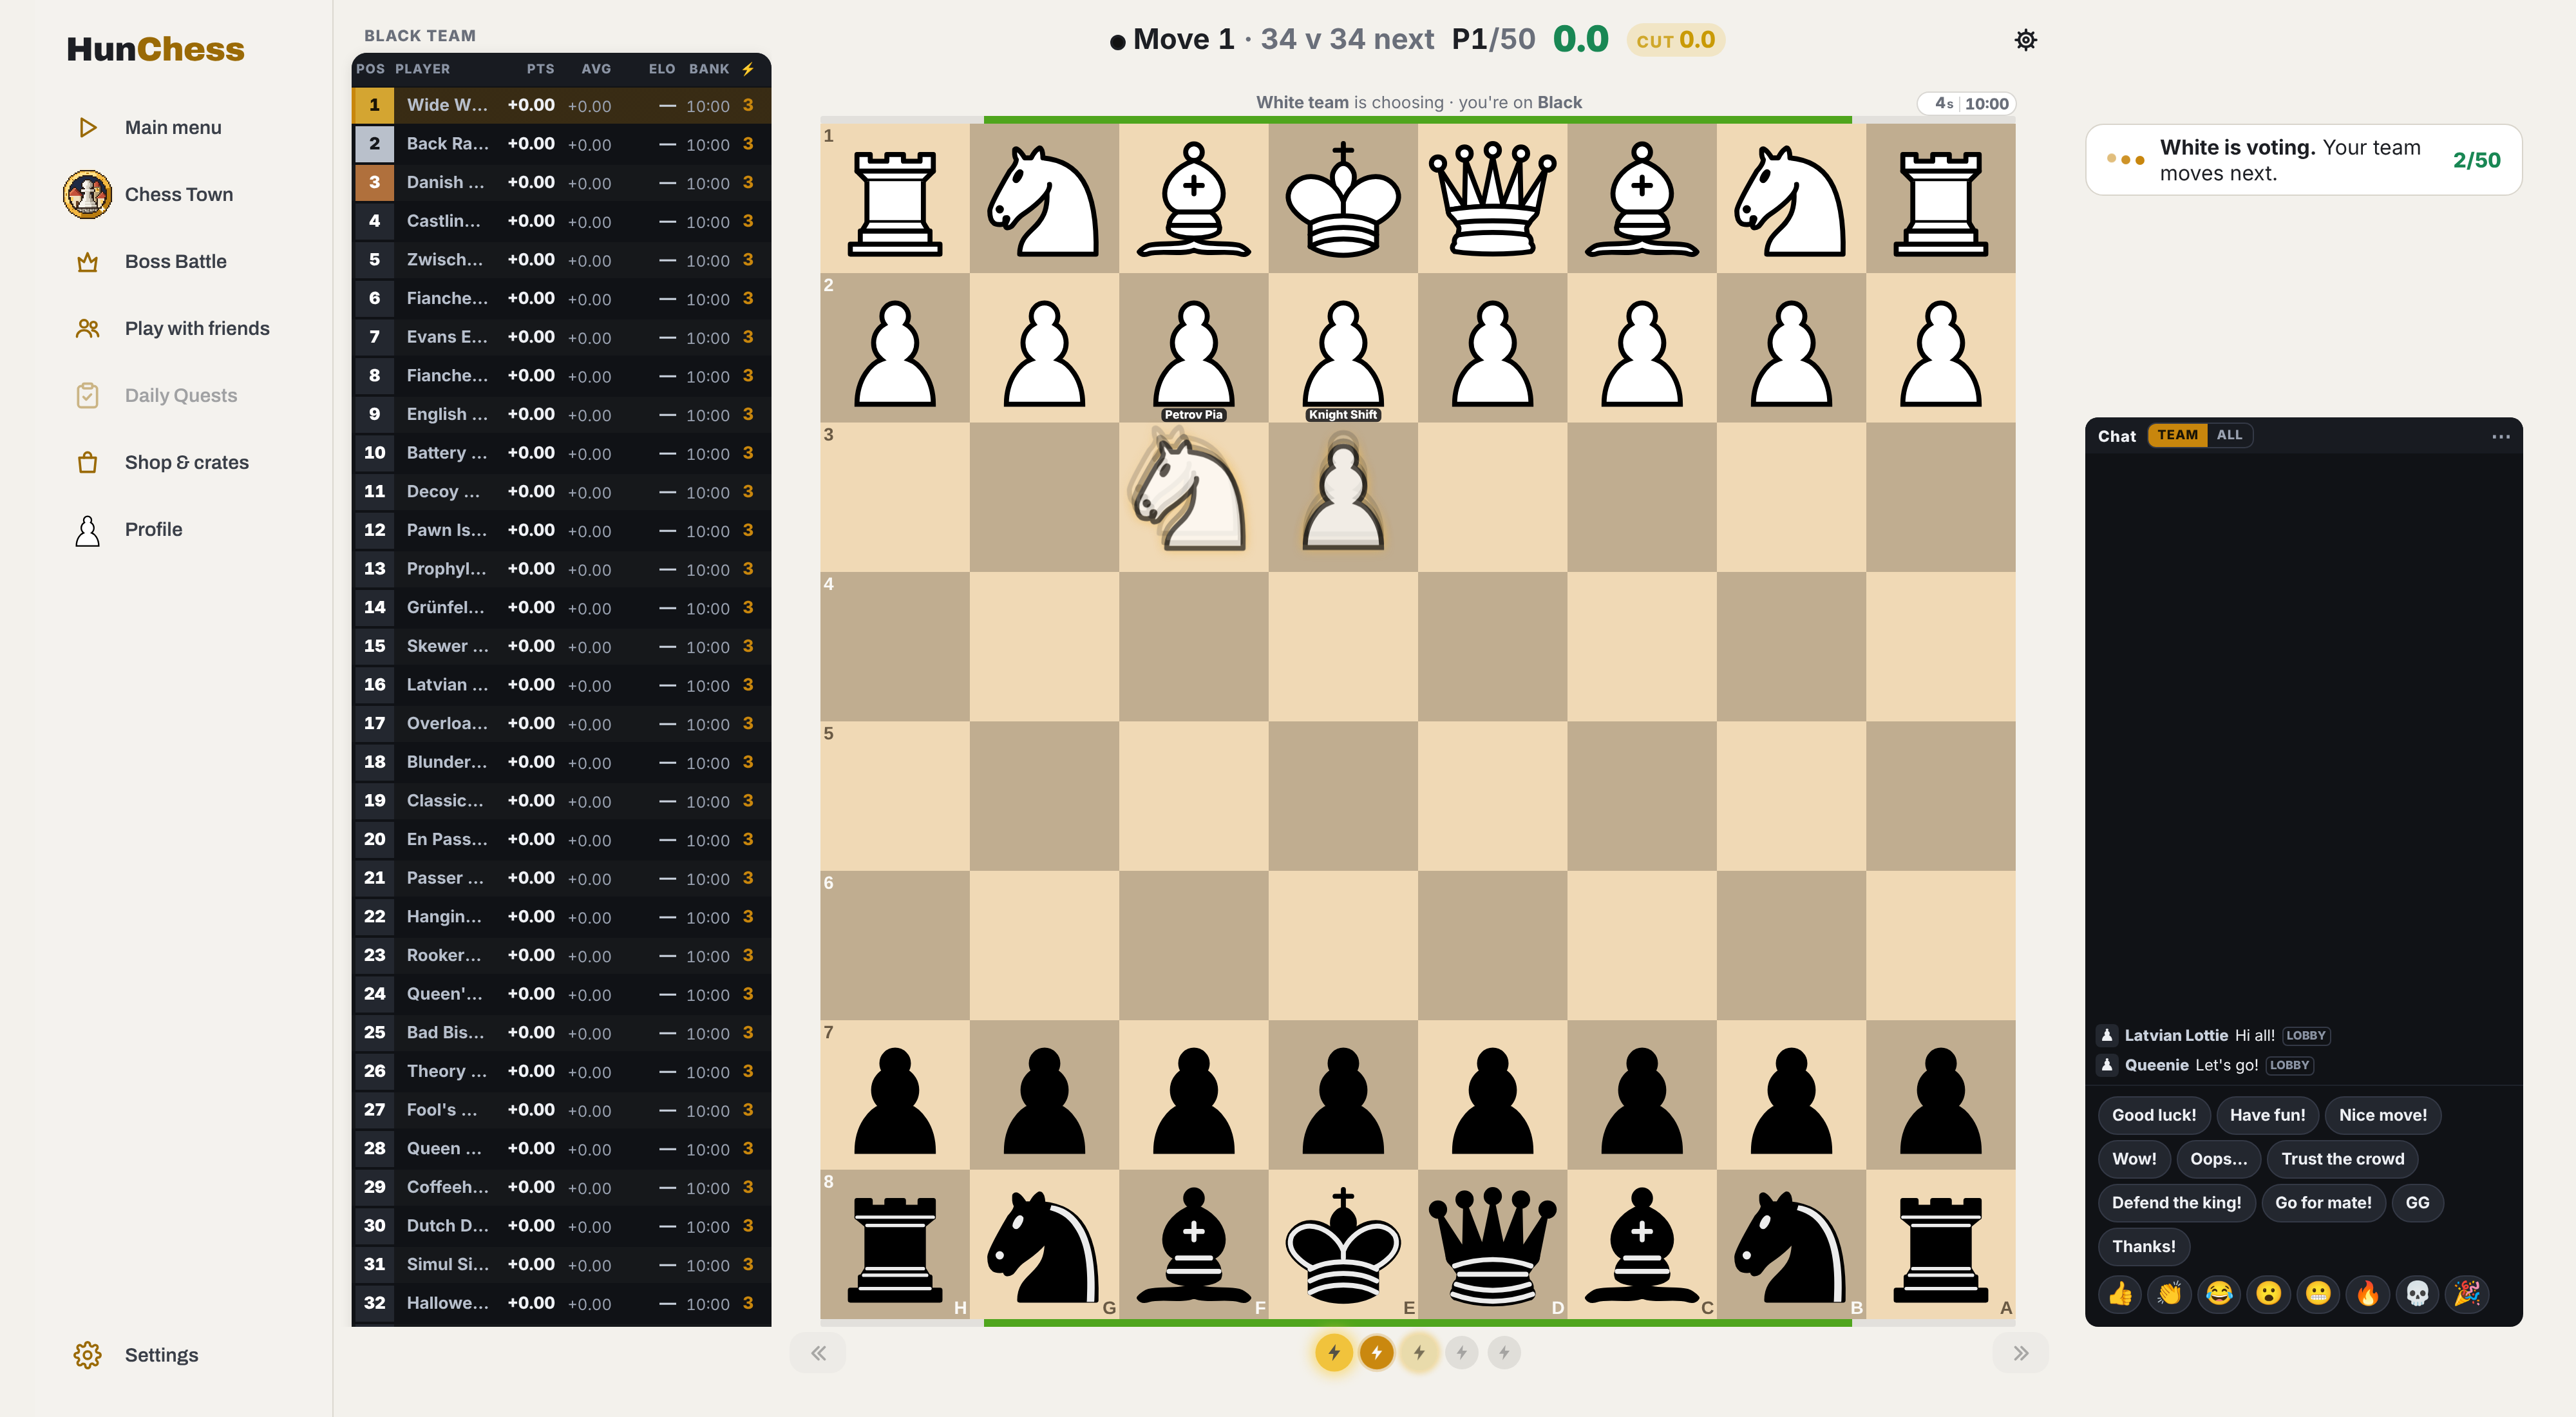 HunChess
Main menu
Chess Town
Boss Battle
Play with friends
Daily Quests
Shop & crates
Profile
Settings
BLACK TEAM
POS PLAYER PTS AVG ELO BANK
1 Wide W... +0.00 +0.00 — 10:00 3
2 Back Ra... +0.00 +0.00 — 10:00 3
3 Danish ... +0.00 +0.00 — 10:00 3
4 Castlin... +0.00 +0.00 — 10:00 3
5 Zwisch... +0.00 +0.00 — 10:00 3
6 Fianche... +0.00 +0.00 — 10:00 3
7 Evans E... +0.00 +0.00 — 10:00 3
8 Fianche... +0.00 +0.00 — 10:00 3
9 English ... +0.00 +0.00 — 10:00 3
10 Battery ... +0.00 +0.00 — 10:00 3
11 Decoy ... +0.00 +0.00 — 10:00 3
12 Pawn Is... +0.00 +0.00 — 10:00 3
13 Prophyl... +0.00 +0.00 — 10:00 3
14 Grünfel... +0.00 +0.00 — 10:00 3
15 Skewer ... +0.00 +0.00 — 10:00 3
16 Latvian ... +0.00 +0.00 — 10:00 3
17 Overloa... +0.00 +0.00 — 10:00 3
18 Blunder... +0.00 +0.00 — 10:00 3
19 Classic... +0.00 +0.00 — 10:00 3
20 En Pass... +0.00 +0.00 — 10:00 3
21 Passer ... +0.00 +0.00 — 10:00 3
22 Hangin... +0.00 +0.00 — 10:00 3
23 Rooker... +0.00 +0.00 — 10:00 3
24 Queen'... +0.00 +0.00 — 10:00 3
25 Bad Bis... +0.00 +0.00 — 10:00 3
26 Theory ... +0.00 +0.00 — 10:00 3
27 Fool's ... +0.00 +0.00 — 10:00 3
28 Queen ... +0.00 +0.00 — 10:00 3
29 Coffeeh... +0.00 +0.00 — 10:00 3
30 Dutch D... +0.00 +0.00 — 10:00 3
31 Simul Si... +0.00 +0.00 — 10:00 3
32 Hallowe... +0.00 +0.00 — 10:00 3
Move 1 · 34 v 34 next P1/50 0.0 CUT 0.0
White team is choosing · you're on Black
4s 10:00
1
2
Petrov Pia Knight Shift
3
4
5
6
7
8
H G F E D C B A
White is voting. Your team
moves next.
2/50
Chat TEAM ALL ...
Latvian Lottie Hi all! LOBBY
Queenie Let's go! LOBBY
Good luck! Have fun! Nice move!
Wow! Oops... Trust the crowd
Defend the king! Go for mate! GG
Thanks!